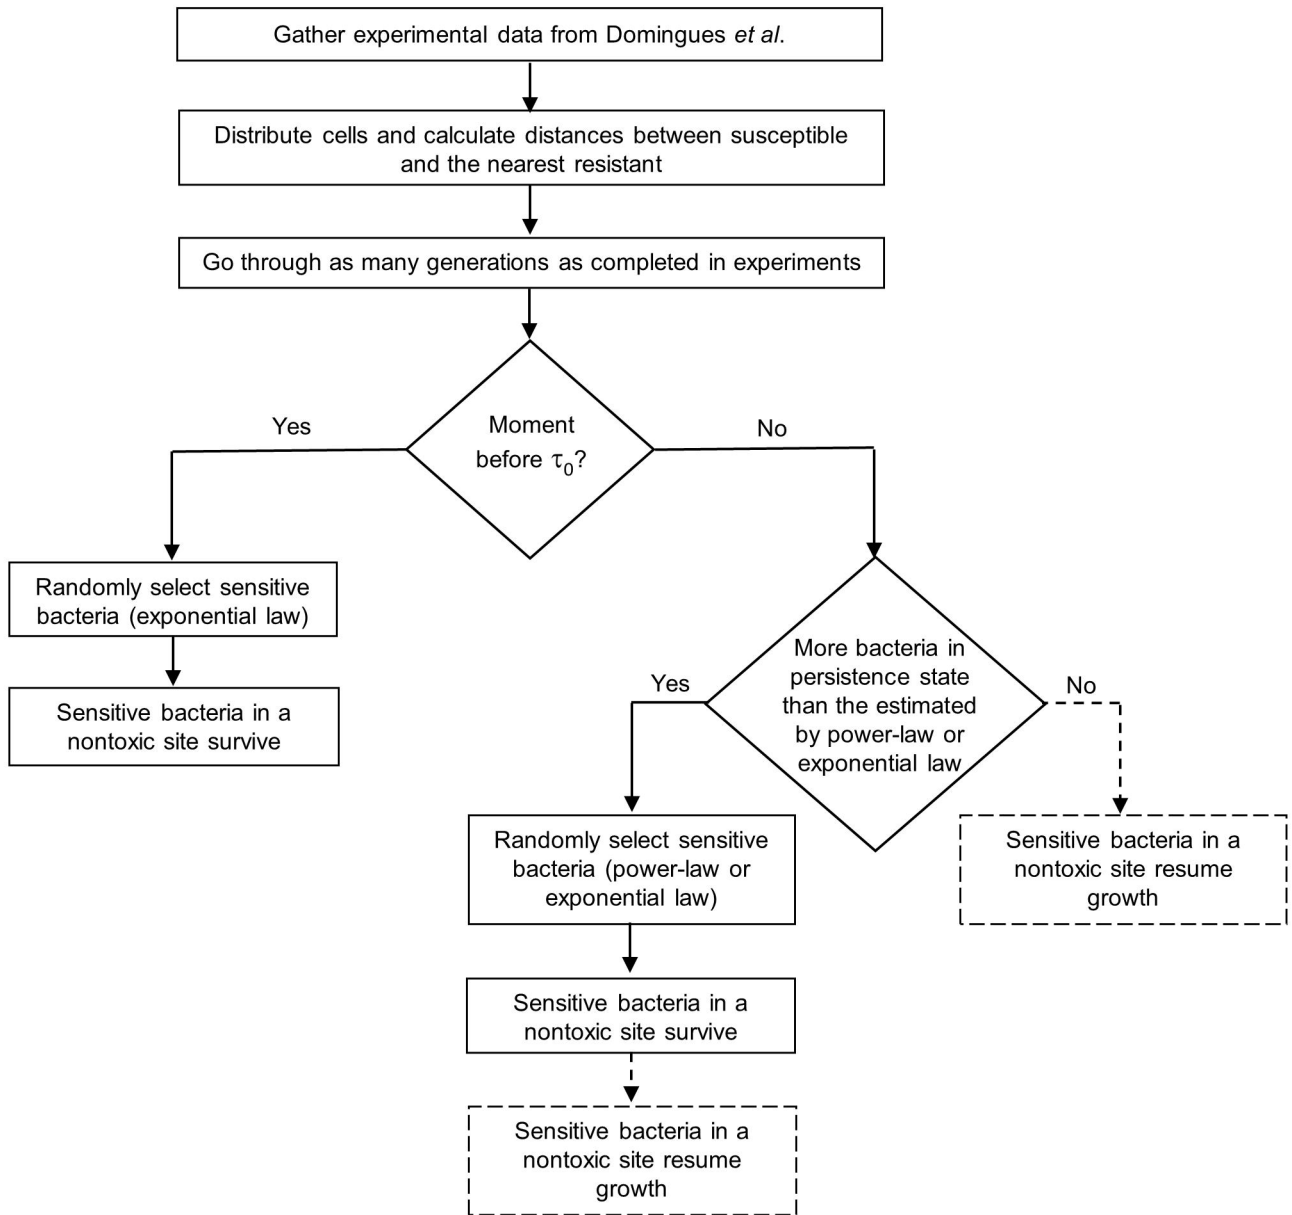 Gather experimental data from Domingues et al.
Distribute cells and calculate distances between susceptible
and the nearest resistant
Go through as many generations as completed in experiments
Moment
before τ0?
Yes
No
Randomly select sensitive
bacteria (exponential law)
Sensitive bacteria in a
nontoxic site survive
More bacteria in
persistence state
than the estimated
by power-law or
exponential law
Yes
No
Randomly select sensitive
bacteria (power-law or
exponential law)
Sensitive bacteria in a
nontoxic site resume
growth
Sensitive bacteria in a
nontoxic site survive
Sensitive bacteria in a
nontoxic site resume
growth